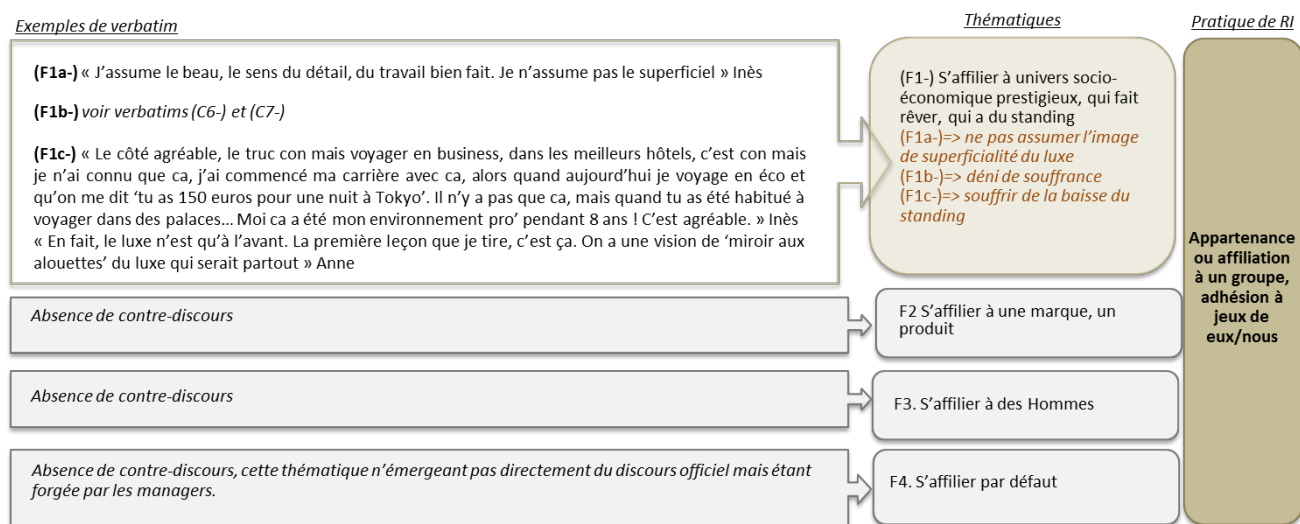 Exemples de verbatim
Thématiques
Pratique de RI
(F1a-) « J’assume le beau, le sens du détail, du travail bien fait. Je n’assume pas le superficiel » Inès
(F1b-) voir verbatims (C6-) et (C7-)
(F1c-) « Le côté agréable, le truc con mais voyager en business, dans les meilleurs hôtels, c’est con mais
je n’ai connu que ca, j’ai commencé ma carrière avec ca, alors quand aujourd’hui je voyage en éco et
qu’on me dit ‘tu as 150 euros pour une nuit à Tokyo’. Il n’y a pas que ca, mais quand tu as été habitué à
voyager dans des palaces… Moi ca a été mon environnement pro’ pendant 8 ans ! C’est agréable. » Inès
« En fait, le luxe n’est qu’à l’avant. La première leçon que je tire, c’est ça. On a une vision de ‘miroir aux
alouettes’ du luxe qui serait partout » Anne
(F1-) S’affilier à univers socio-
économique prestigieux, qui fait
rêver, qui a du standing
(F1a-)=> ne pas assumer l’image
de superficialité du luxe
(F1b-)=> déni de souffrance
(F1c-)=> souffrir de la baisse du
standing
Absence de contre-discours
F2 S’affilier à une marque, un
produit
Absence de contre-discours
F3. S’affilier à des Hommes
Absence de contre-discours, cette thématique n’émergeant pas directement du discours officiel mais étant
forgée par les managers.
F4. S’affilier par défaut
Appartenance
ou affiliation
à un groupe,
adhésion à
jeux de
eux/nous